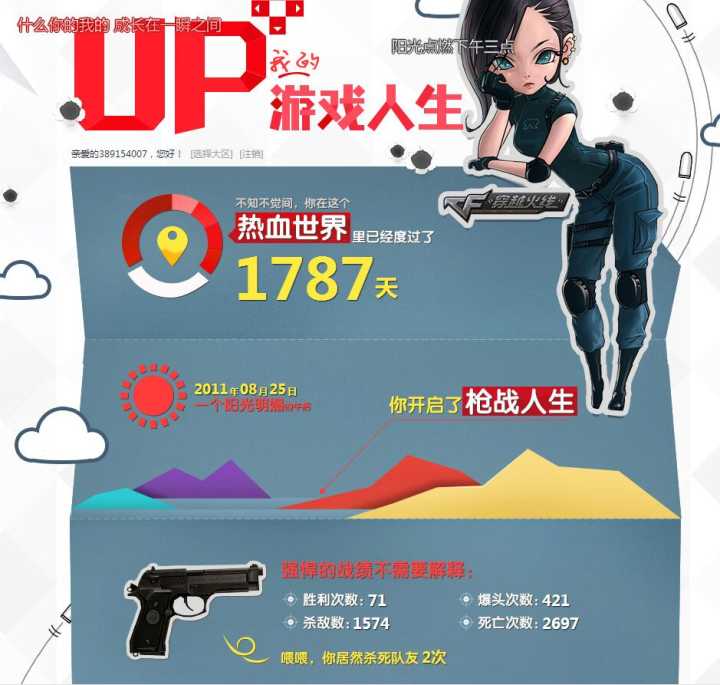 什么你的我的 成长在一瞬之间
阳光点燃下午三点
UP
我的
游戏人生
亲爱的389154007，您好！ [选择大区] [注销]
CF 穿越火线
不知不觉间，你在这个
热血世界 里已经度过了
1787天
2011年08月25日
一个阳光明媚的午前
你开启了 枪战人生
强悍的战绩不需要解释：
胜利次数: 71
爆头次数: 421
杀敌数: 1574
死亡次数: 2697
喂喂，你居然杀死队友 2次